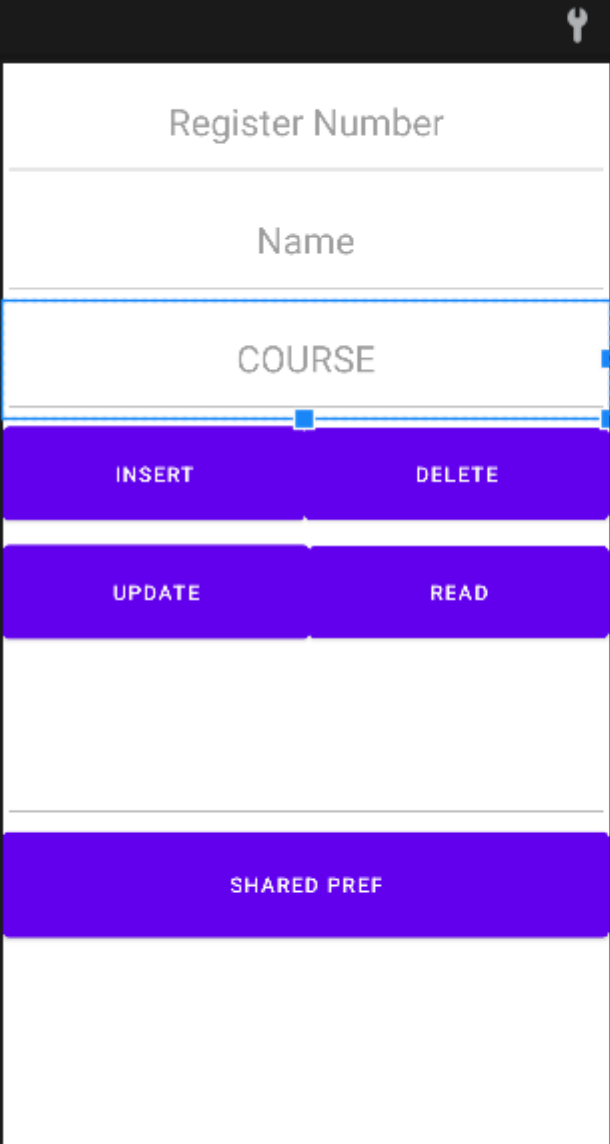 Register Number
Name
COURSE
INSERT DELETE
UPDATE READ
SHARED PREF